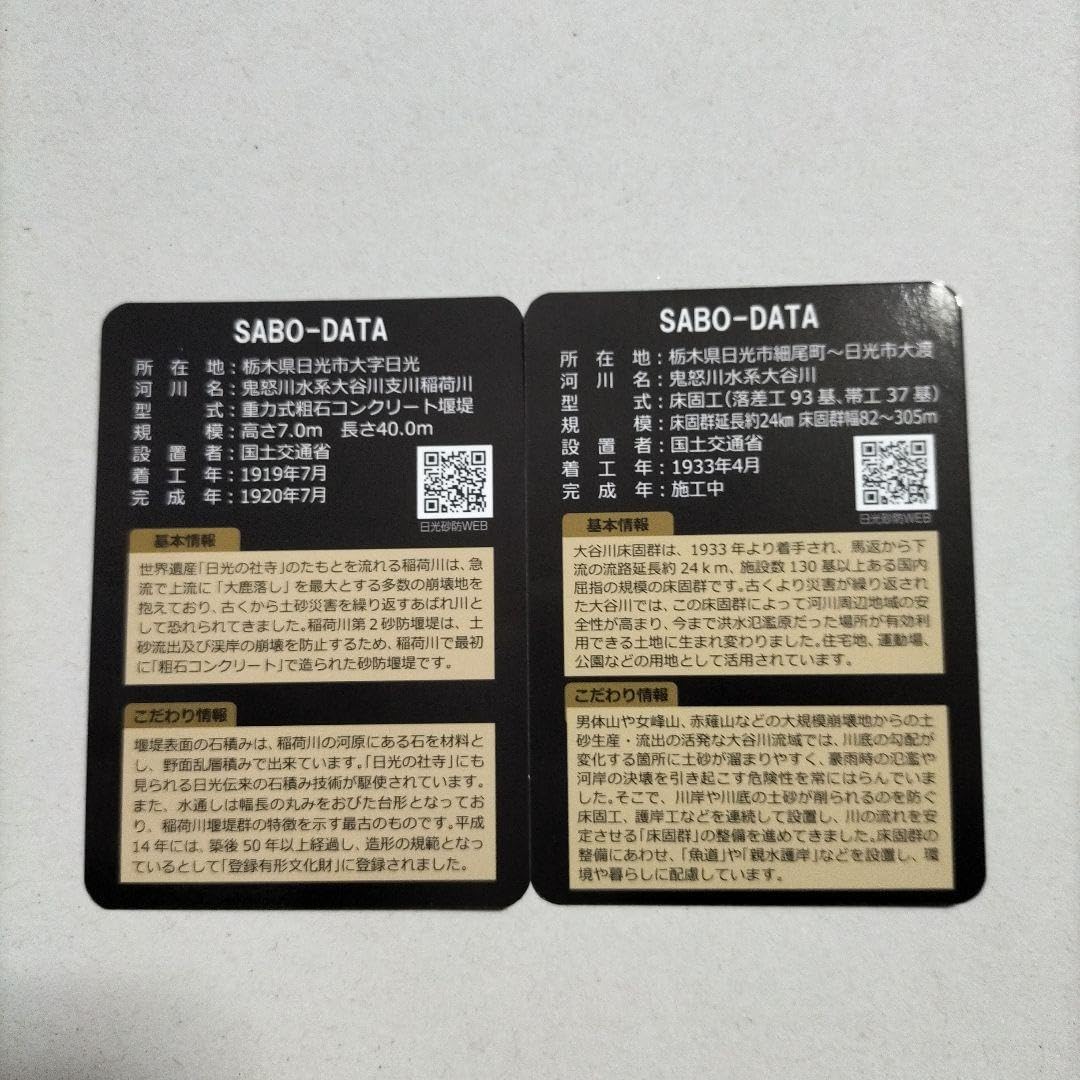 SABO-DATA
所在地：栃木県日光市大字日光
河川名：鬼怒川水系大谷川支川稲荷川
型式：重力式粗石コンクリート堰堤
規模：高さ7.0m　長さ40.0m
設置者：国土交通省
着工年：1919年7月
完成年：1920年7月
日光砂防WEB
基本情報
世界遺産「日光の社寺」のたもとを流れる稲荷川は、急
流で上流に「大鹿落し」を最大とする多数の崩壊地を
抱えており、古くから土砂災害を繰り返すあばれ川と
して恐れられてきました。稲荷川第２砂防堰堤は、土
砂流出及び渓岸の崩壊を防止するため、稲荷川で最初
に「粗石コンクリート」で造られた砂防堰堤です。
こだわり情報
堰堤表面の石積みは、稲荷川の河原にある石を材料と
し、野面乱層積みで出来ています。「日光の社寺」にも
見られる日光伝来の石積み技術が駆使されています。
また、水通しは幅長の丸みをおびた台形となってお
り、稲荷川堰堤群の特徴を示す最古のものです。平成
14年には、築後50年以上経過し、造形の規範となっ
ているとして「登録有形文化財」に登録されました。
SABO-DATA
所在地：栃木県日光市細尾町～日光市大渡
河川名：鬼怒川水系大谷川
型式：床固工（落差工93基、帯工37基）
規模：床固群延長約24㎞ 床固群幅82～305m
設置者：国土交通省
着工年：1933年4月
完成年：施工中
日光砂防WEB
基本情報
大谷川床固群は、1933年より着手され、馬返から下
流の流路延長約24ｋｍ、施設数130基以上ある国内
屈指の規模の床固群です。古くより災害が繰り返され
た大谷川では、この床固群によって河川周辺地域の安
全性が高まり、今まで洪水氾濫原だった場所が有効利
用できる土地に生まれ変わりました。住宅地、運動場、
公園などの用地として活用されています。
こだわり情報
男体山や女峰山、赤薙山などの大規模崩壊地からの土
砂生産・流出の活発な大谷川流域では、川底の勾配が
変化する箇所に土砂が溜まりやすく、豪雨時の氾濫や
河岸の決壊を引き起こす危険性を常にはらんでいま
した。そこで、川岸や川底の土砂が削られるのを防ぐ
床固工、護岸工などを連続して設置し、川の流れを安
定させる「床固群」の整備を進めてきました。床固群の
整備にあわせ、「魚道」や「親水護岸」などを設置し、環
境や暮らしに配慮しています。